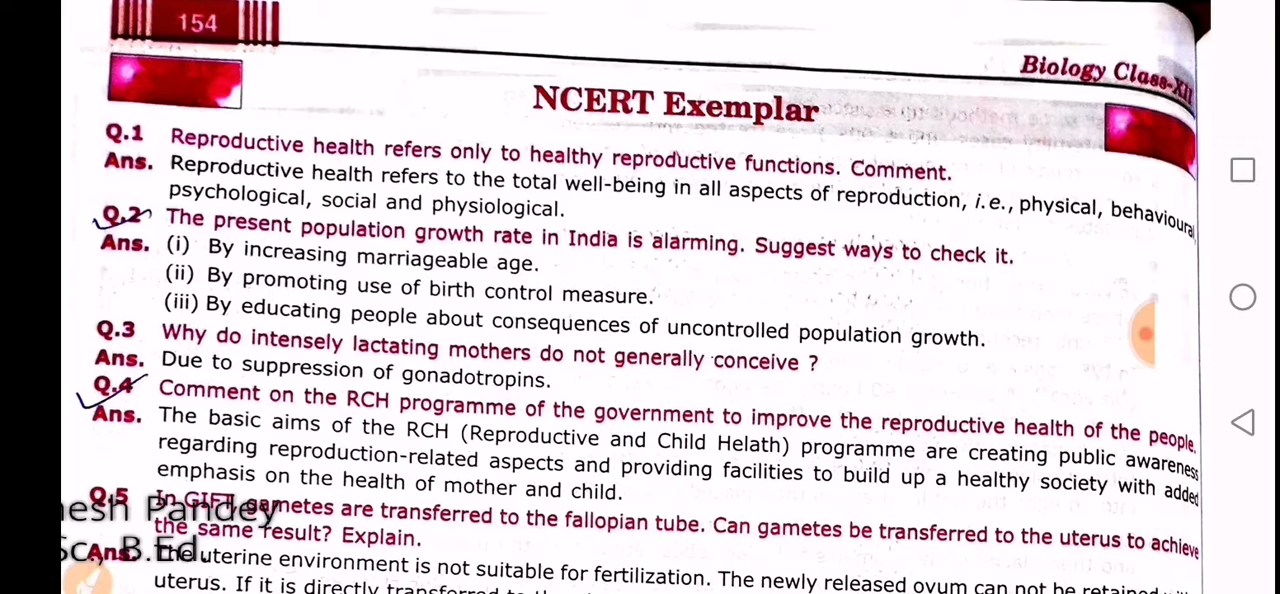 154
Biology Class-XII
NCERT Exemplar
Q.1 Reproductive health refers only to healthy reproductive functions. Comment.
Ans. Reproductive health refers to the total well-being in all aspects of reproduction, i.e., physical, behavioural,
psychological, social and physiological.
Q.2 The present population growth rate in India is alarming. Suggest ways to check it.
Ans. (i) By increasing marriageable age.
(ii) By promoting use of birth control measure.
(iii) By educating people about consequences of uncontrolled population growth.
Q.3 Why do intensely lactating mothers do not generally conceive ?
Ans. Due to suppression of gonadotropins.
Q.4 Comment on the RCH programme of the government to improve the reproductive health of the people.
Ans. The basic aims of the RCH (Reproductive and Child Helath) programme are creating public awareness
regarding reproduction-related aspects and providing facilities to build up a healthy society with added
emphasis on the health of mother and child.
Q.5 In GIFT, gametes are transferred to the fallopian tube. Can gametes be transferred to the uterus to achieve
the same result? Explain.
Ans. The uterine environment is not suitable for fertilization. The newly released ovum can not be retained
uterus. If it is directly transferred
Pandey
B.Ed